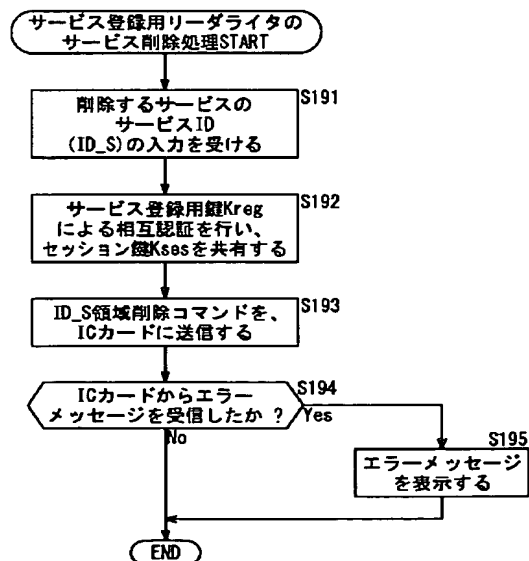 サービス登録用リーダライタの
サービス削除処理START
S191
削除するサービスの
サービスID
(ID_S)の入力を受ける
S192
サービス登録用鍵Kreg
による相互認証を行い、
セッション鍵Ksesを共有する
S193
ID_S領域削除コマンドを、
ICカードに送信する
S194
ICカードからエラー
メッセージを受信したか ?
Yes
No
S195
エラーメッセージ
を表示する
END